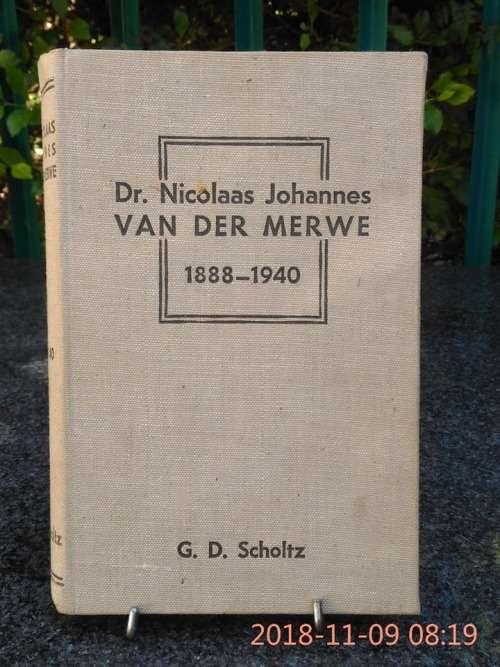 Dr. Nicolaas Johannes
VAN DER MERWE
1888–1940
G. D. Scholtz
2018-11-09 08:19